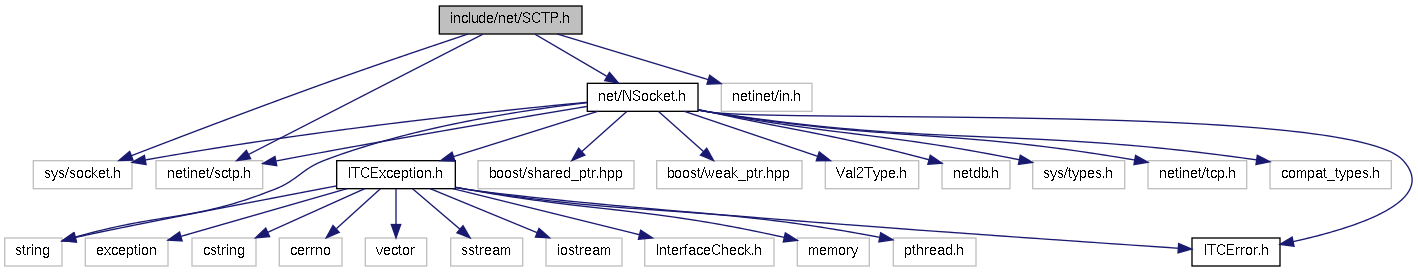 include/net/SCTP.h
net/NSocket.h
netinet/in.h
sys/socket.h
netinet/sctp.h
ITCException.h
boost/shared_ptr.hpp
boost/weak_ptr.hpp
Val2Type.h
netdb.h
sys/types.h
netinet/tcp.h
compat_types.h
string
exception
cstring
cerrno
vector
sstream
iostream
InterfaceCheck.h
memory
pthread.h
ITCError.h